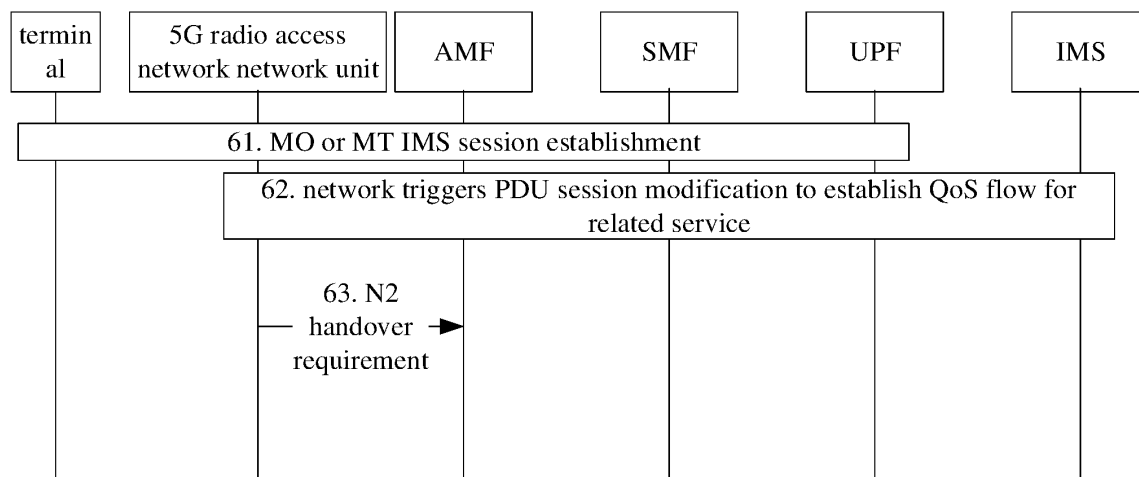 termin
al
5G radio access
network network unit
AMF
SMF
UPF
IMS
61. MO or MT IMS session establishment
62. network triggers PDU session modification to establish QoS flow for
related service
63. N2
handover
requirement